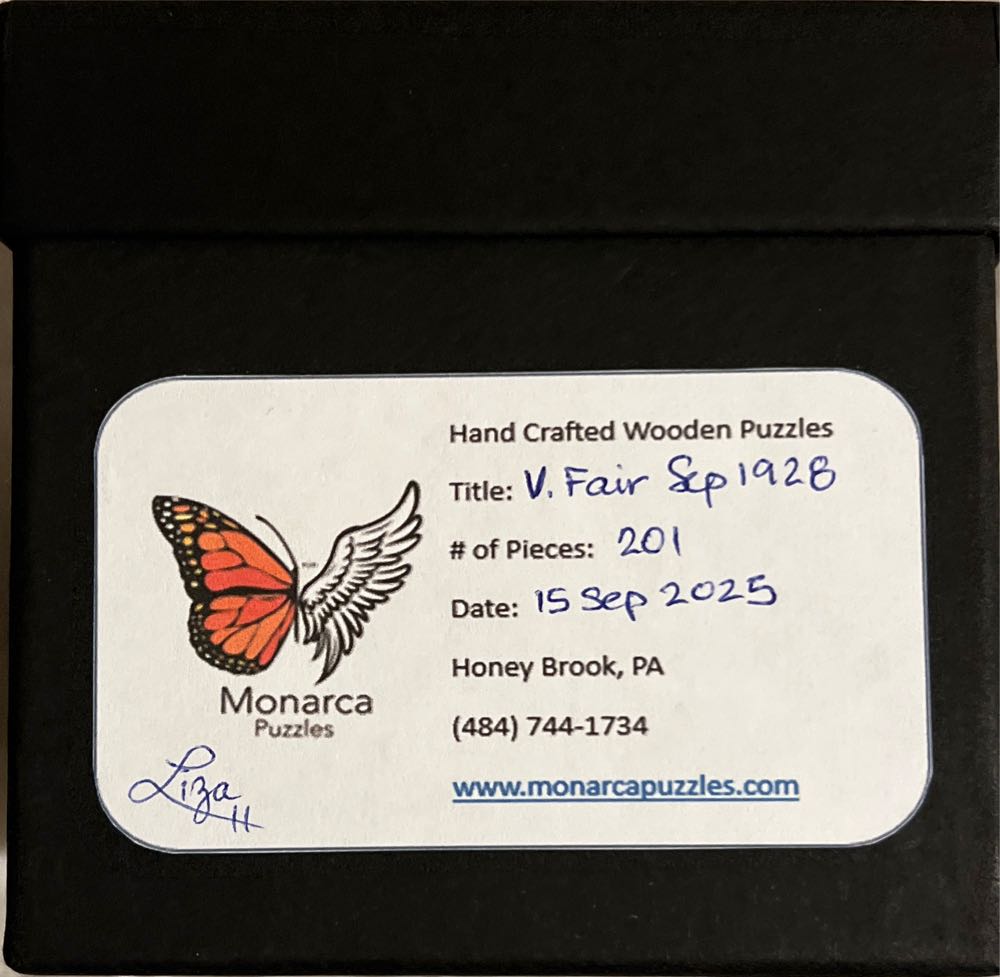 Hand Crafted Wooden Puzzles
Title: V. Fair Sep 1928
# of Pieces: 201
Date: 15 Sep 2025
Honey Brook, PA
(484) 744-1734
www.monarcapuzzles.com
Monarca
Puzzles
Liza